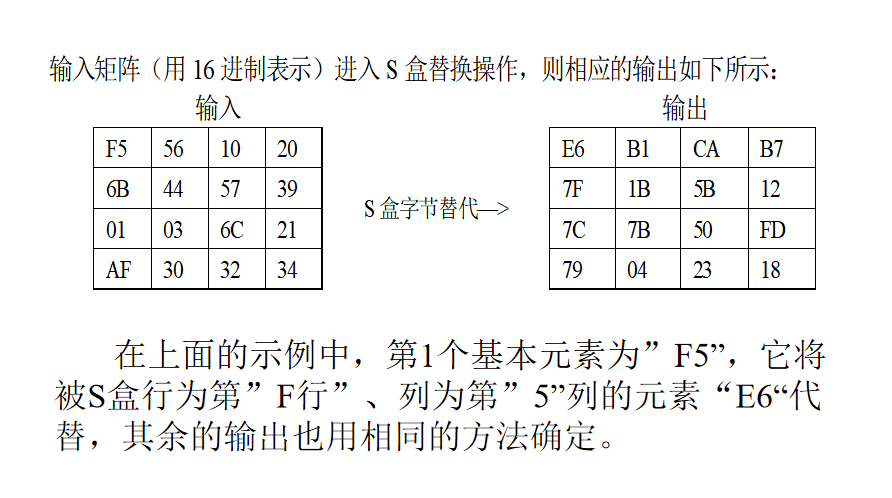 输入矩阵（用 16 进制表示）进入 S 盒替换操作，则相应的输出如下所示：
输入 输出
F5 56 10 20 E6 B1 CA B7
6B 44 57 39 7F 1B 5B 12
S 盒字节替代—>
01 03 6C 21 7C 7B 50 FD
AF 30 32 34 79 04 23 18
在上面的示例中，第1个基本元素为”F5”，它将
被S盒行为第”F行”、列为第”5”列的元素“E6“代
替，其余的输出也用相同的方法确定。